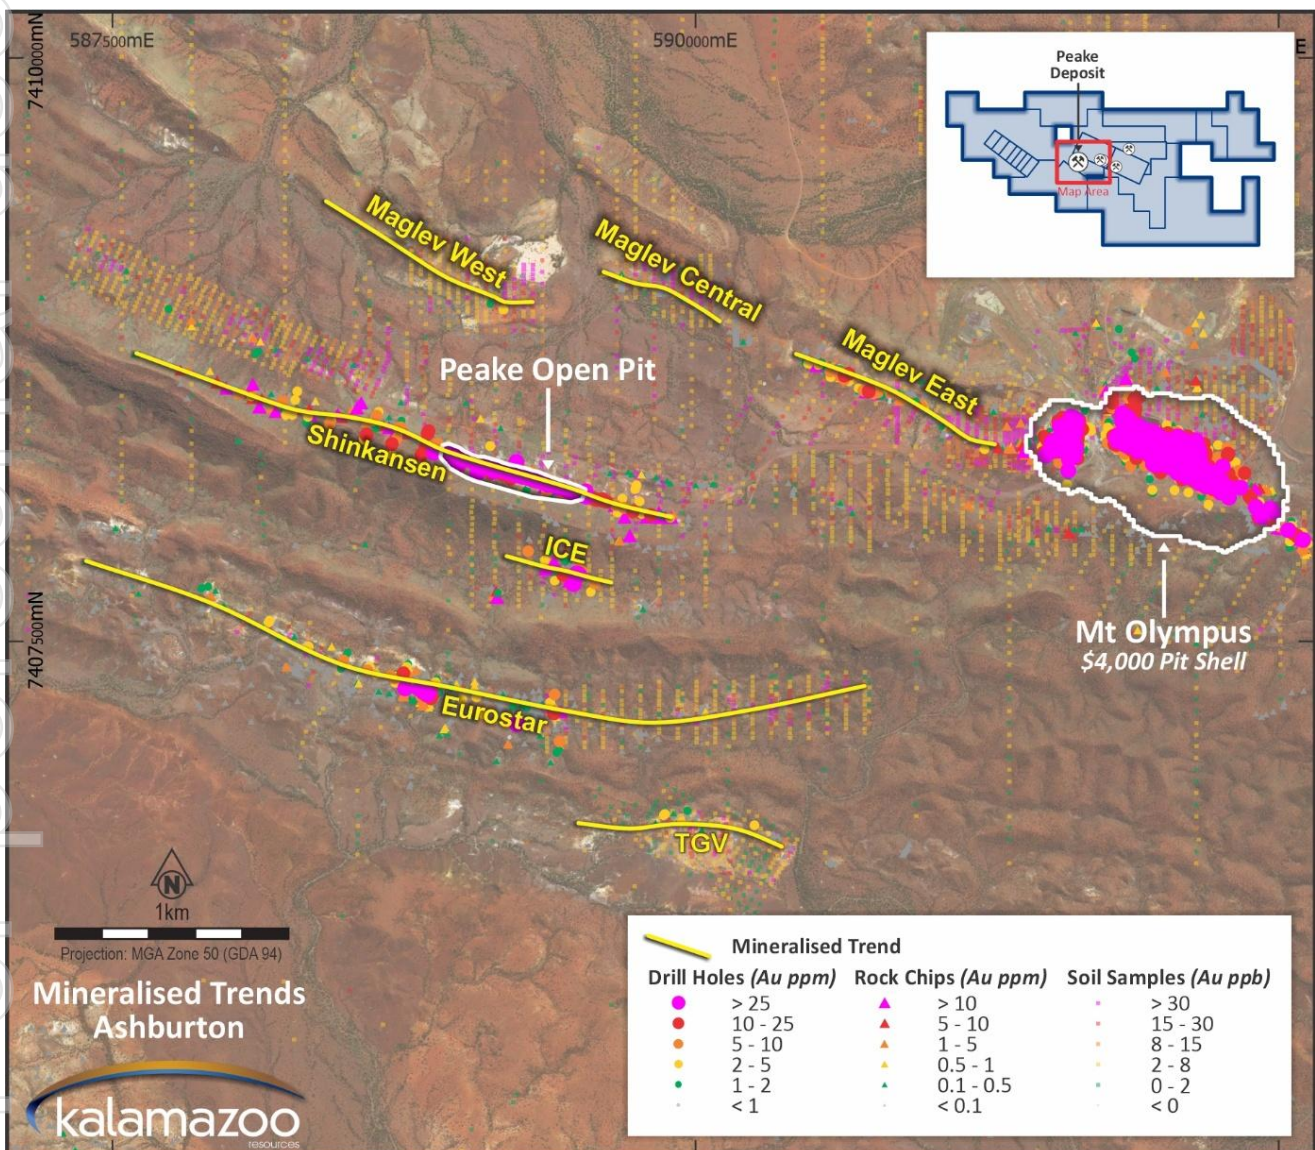 587500mE
590000mE
E
7410000mN
7407500mN
Peake
Deposit
Map Area
Maglev West
Maglev Central
Maglev East
Peake Open Pit
Shinkansen
ICE
Eurostar
TGV
Mt Olympus
$4,000 Pit Shell
N
1km
Projection: MGA Zone 50 (GDA 94)
Mineralised Trends
Ashburton
kalamazoo
resources
Mineralised Trend
Drill Holes (Au ppm) Rock Chips (Au ppm) Soil Samples (Au ppb)
> 25 > 10 > 30
10 - 25 5 - 10 15 - 30
5 - 10 1 - 5 8 - 15
2 - 5 0.5 - 1 2 - 8
1 - 2 0.1 - 0.5 0 - 2
< 1 < 0.1 < 0